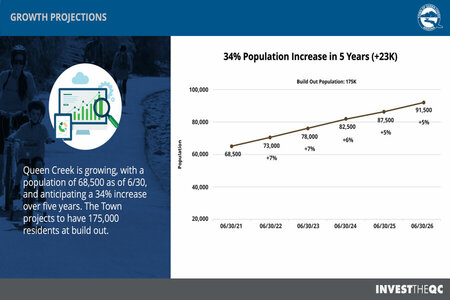 GROWTH PROJECTIONS
Queen Creek is growing, with a
population of 68,500 as of 6/30,
and anticipating a 34% increase
over five years. The Town
projects to have 175,000
residents at build out.
34% Population Increase in 5 Years (+23K)
Build Out Population: 175K
Population
100,000
80,000
60,000
40,000
20,000
68,500
73,000
+7%
78,000
+7%
82,500
+6%
87,500
+5%
91,500
+5%
06/30/21 06/30/22 06/30/23 06/30/24 06/30/25 06/30/26
INVESTTHEQC